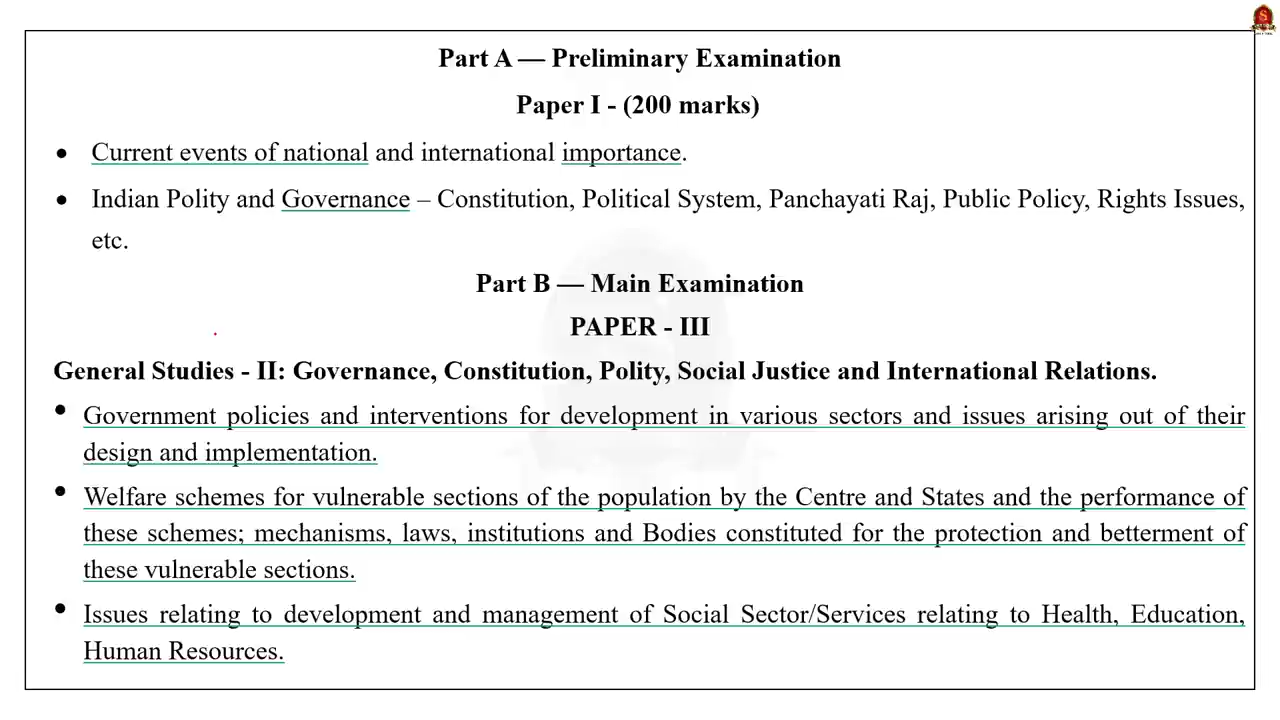 Part A — Preliminary Examination
Paper I - (200 marks)
• Current events of national and international importance.
• Indian Polity and Governance – Constitution, Political System, Panchayati Raj, Public Policy, Rights Issues,
etc.
Part B — Main Examination
PAPER - III
General Studies - II: Governance, Constitution, Polity, Social Justice and International Relations.
• Government policies and interventions for development in various sectors and issues arising out of their
design and implementation.
• Welfare schemes for vulnerable sections of the population by the Centre and States and the performance of
these schemes; mechanisms, laws, institutions and Bodies constituted for the protection and betterment of
these vulnerable sections.
• Issues relating to development and management of Social Sector/Services relating to Health, Education,
Human Resources.